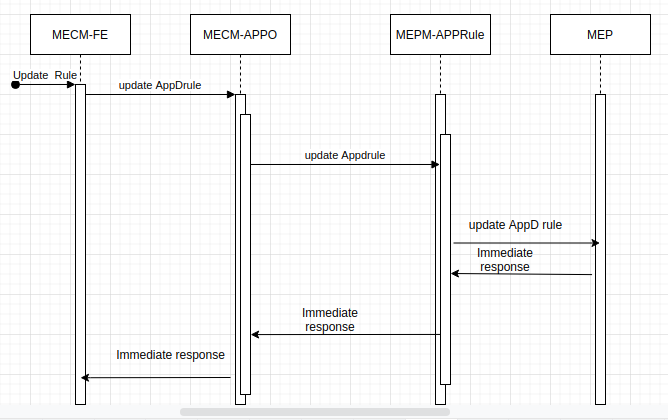 MECM-FE
MECM-APPO
MEPM-APPRule
MEP
Update  Rule
update AppDrule
update Appdrule
update AppD rule
Immediate
response
Immediate
response
Immediate response